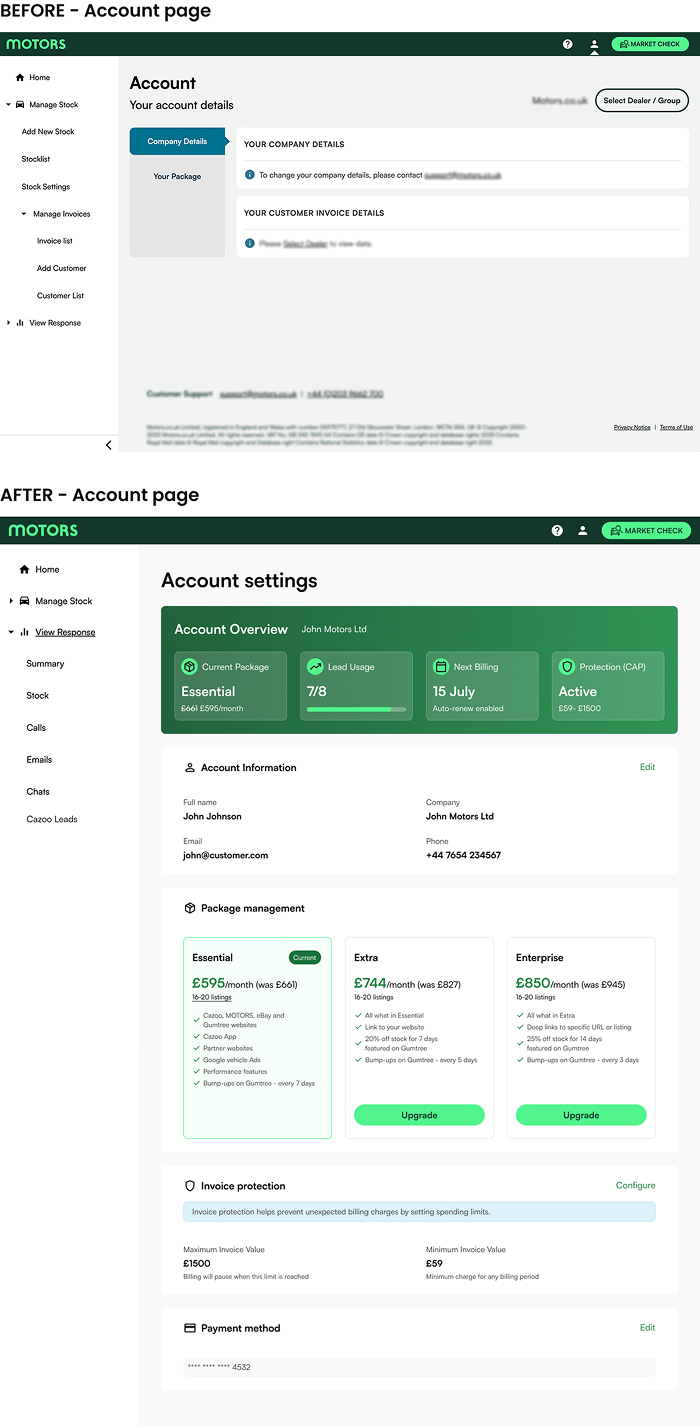 BEFORE - Account page
MOTORS
MARKET CHECK
Home
Manage Stock
Add New Stock
Stocklist
Stock Settings
Manage Invoices
Invoice list
Add Customer
Customer List
View Response
Account
Your account details
Motors.co.uk
Select Dealer / Group
Company Details
Your Package
YOUR COMPANY DETAILS
To change your company details, please contact support@motors.co.uk
YOUR CUSTOMER INVOICE DETAILS
Please Select Dealer to view data.
Customer Support support@motors.co.uk |
Privacy Notice | Terms of Use
AFTER - Account page
MOTORS
MARKET CHECK
Home
Manage Stock
View Response
Summary
Stock
Calls
Emails
Chats
Cazoo Leads
Account settings
Account Overview John Motors Ltd
Current Package
Essential
£661 £595/month
Lead Usage
7/8
Next Billing
15 July
Auto-renew enabled
Protection (CAP)
Active
£59- £1500
Account Information
Edit
Full name
John Johnson
Company
John Motors Ltd
Email
john@customer.com
Phone
+44 7654 234567
Package management
Essential
Current
£595/month (was £661)
16-20 listings
Cazoo, MOTORS, eBay and
Gumtree websites
Cazoo App
Partner websites
Google vehicle Ads
Performance features
Bump-ups on Gumtree - every 7 days
Extra
£744/month (was £827)
16-20 listings
All what in Essential
Link to your website
20% off stock for 7 days
featured on Gumtree
Bump-ups on Gumtree - every 5 days
Upgrade
Enterprise
£850/month (was £945)
16-20 listings
All what in Extra
Deep links to specific URL or listing
25% off stock for 14 days
featured on Gumtree
Bump-ups on Gumtree - every 3 days
Upgrade
Invoice protection
Configure
Invoice protection helps prevent unexpected billing charges by setting spending limits.
Maximum Invoice Value
£1500
Billing will pause when this limit is reached
Minimum Invoice Value
£59
Minimum charge for any billing period
Payment method
Edit
**** **** **** 4532